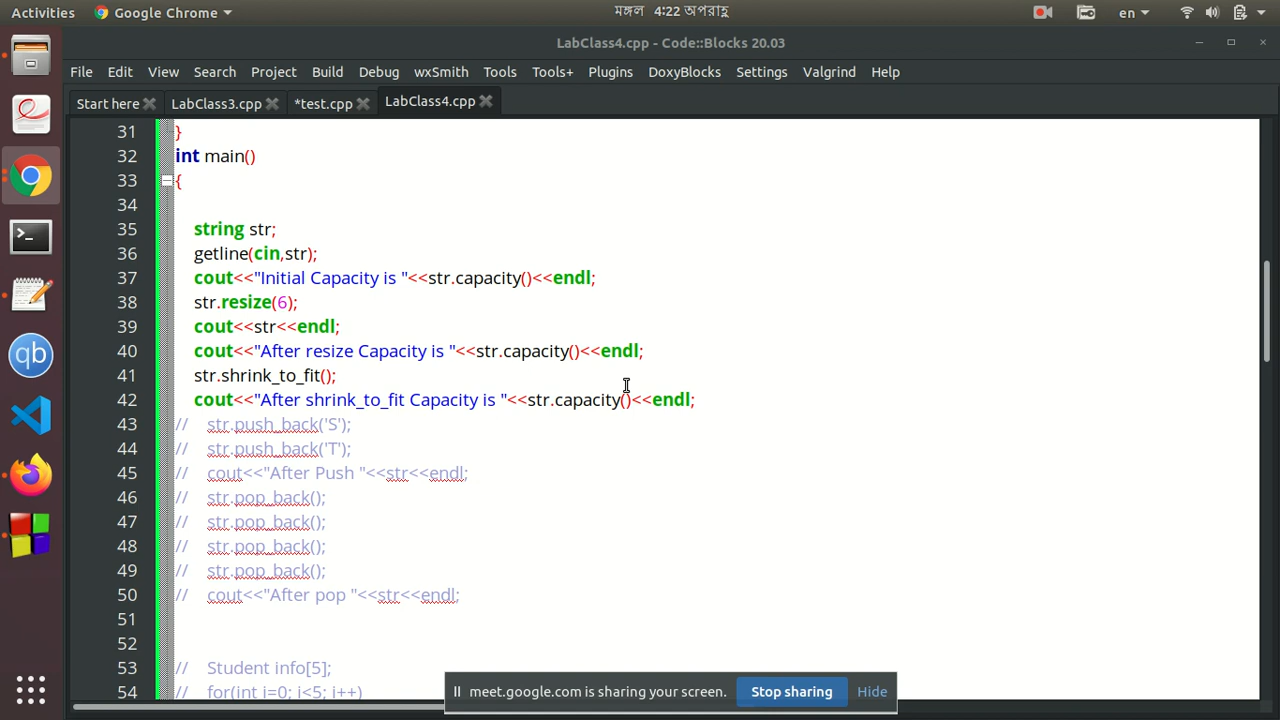 Activities Google Chrome মঙ্গল 4:22 অপরাহ্ণ en
LabClass4.cpp - Code::Blocks 20.03
File Edit View Search Project Build Debug wxSmith Tools Tools+ Plugins DoxyBlocks Settings Valgrind Help
Start here LabClass3.cpp *test.cpp LabClass4.cpp
31 }
32 int main()
33 {
34
35 string str;
36 getline(cin,str);
37 cout<<"Initial Capacity is "<<str.capacity()<<endl;
38 str.resize(6);
39 cout<<str<<endl;
40 cout<<"After resize Capacity is "<<str.capacity()<<endl;
41 str.shrink_to_fit();
42 cout<<"After shrink_to_fit Capacity is "<<str.capacity()<<endl;
43 // str.push_back('S');
44 // str.push_back('T');
45 // cout<<"After Push "<<str<<endl;
46 // str.pop_back();
47 // str.pop_back();
48 // str.pop_back();
49 // str.pop_back();
50 // cout<<"After pop "<<str<<endl;
51
52
53 // Student info[5];
54 // for(int i=0; i<5; i++)
meet.google.com is sharing your screen. Stop sharing Hide
qb